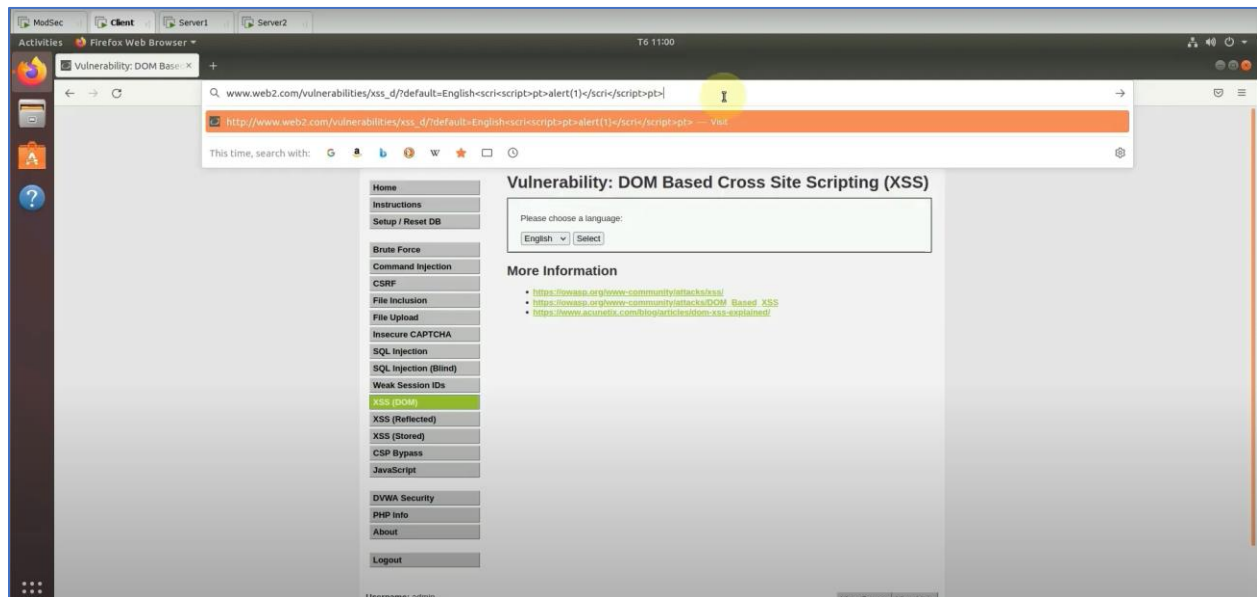 ModSec Client Server1 Server2
Activities Firefox Web Browser T6 11:00
Vulnerability: DOM Based
www.web2.com/vulnerabilities/xss_d/?default=English<scri<script>pt>alert(1)</scri</script>pt>
http://www.web2.com/vulnerabilities/xss_d/?default=English<scri<script>pt>alert(1)</scri</script>pt> — Visit
This time, search with:
Vulnerability: DOM Based Cross Site Scripting (XSS)
Please choose a language:
English Select
More Information
https://owasp.org/www-community/attacks/xss/
https://owasp.org/www-community/attacks/DOM_Based_XSS
https://www.acunetix.com/blog/articles/dom-xss-explained/
Home
Instructions
Setup / Reset DB
Brute Force
Command Injection
CSRF
File Inclusion
File Upload
Insecure CAPTCHA
SQL Injection
SQL Injection (Blind)
Weak Session IDs
XSS (DOM)
XSS (Reflected)
XSS (Stored)
CSP Bypass
JavaScript
DVWA Security
PHP Info
About
Logout